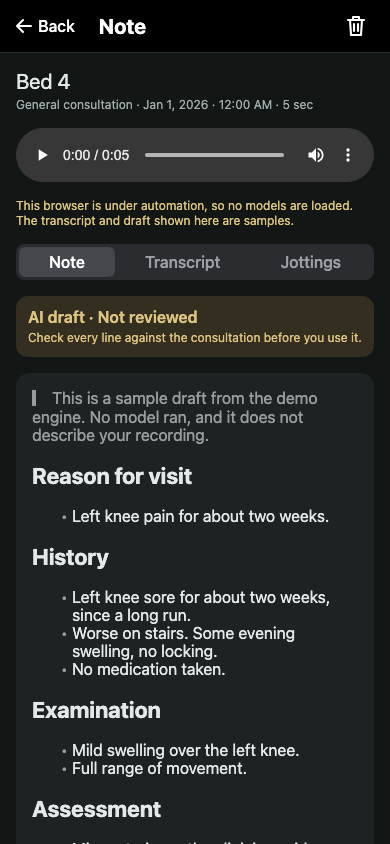 Back Note
Bed 4
General consultation · Jan 1, 2026 · 12:00 AM · 5 sec
0:00 / 0:05
This browser is under automation, so no models are loaded.
The transcript and draft shown here are samples.
Note Transcript Jottings
AI draft · Not reviewed
Check every line against the consultation before you use it.
This is a sample draft from the demo
engine. No model ran, and it does not
describe your recording.
Reason for visit
• Left knee pain for about two weeks.
History
• Left knee sore for about two weeks,
since a long run.
• Worse on stairs. Some evening
swelling, no locking.
• No medication taken.
Examination
• Mild swelling over the left knee.
• Full range of movement.
Assessment